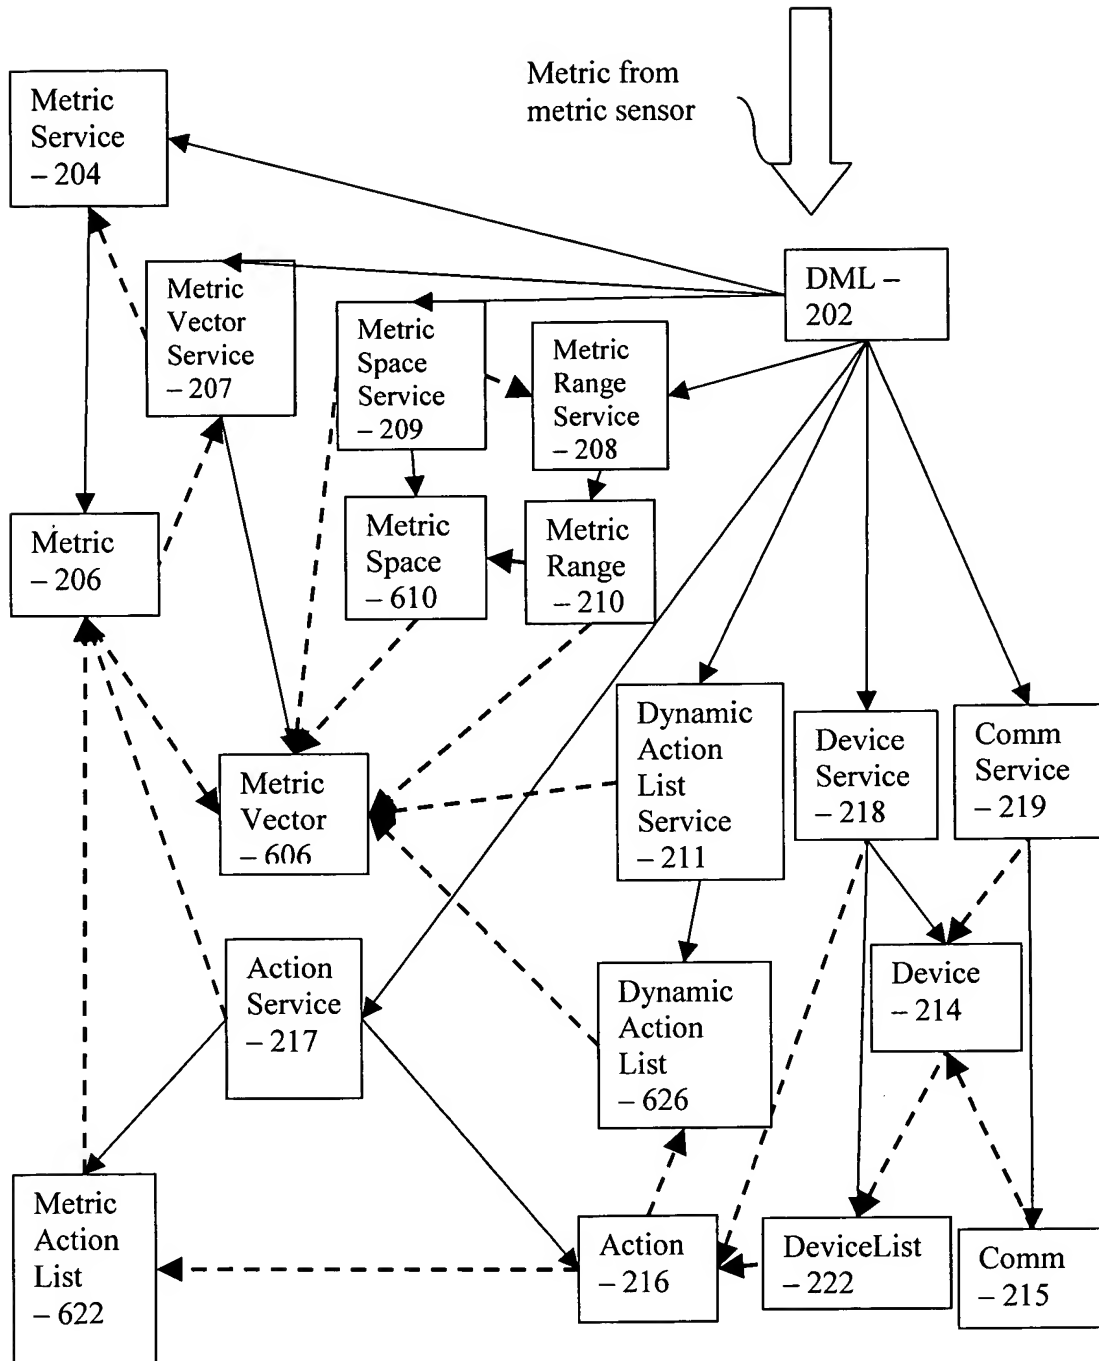 Metric from
metric sensor
Metric
Service
– 204
DML –
202
Metric
Vector
Service
– 207
Metric
Space
Service
– 209
Metric
Range
Service
– 208
Metric
– 206
Metric
Space
– 610
Metric
Range
– 210
Dynamic
Action
List
Service
– 211
Device
Service
– 218
Comm
Service
– 219
Metric
Vector
– 606
Action
Service
– 217
Dynamic
Action
List
– 626
Device
– 214
Metric
Action
List
– 622
Action
– 216
DeviceList
– 222
Comm
– 215